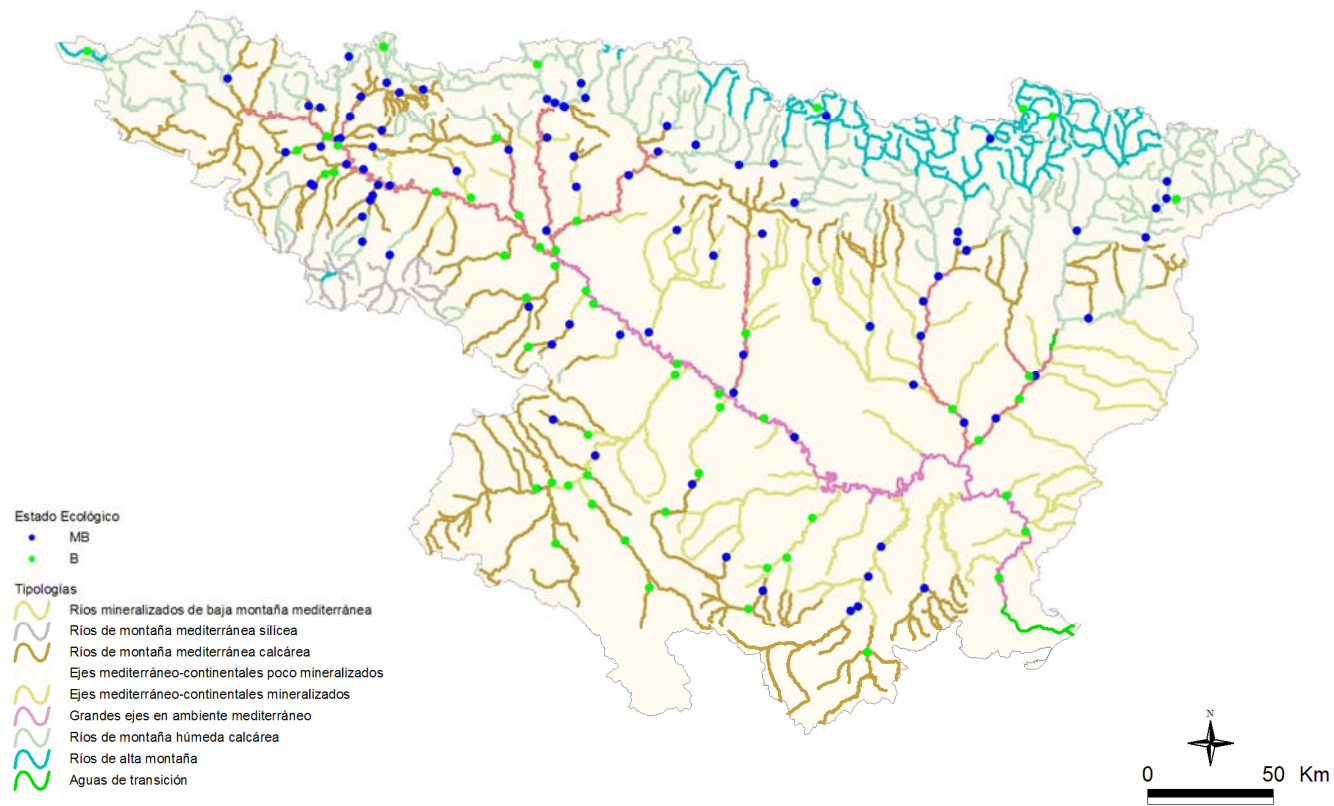 Estado Ecológico
MB
B
Tipologías
Ríos mineralizados de baja montaña mediterránea
Ríos de montaña mediterránea silícea
Ríos de montaña mediterránea calcárea
Ejes mediterráneo-continentales poco mineralizados
Ejes mediterráneo-continentales mineralizados
Grandes ejes en ambiente mediterráneo
Ríos de montaña húmeda calcárea
Ríos de alta montaña
Aguas de transición
N
0 50 Km